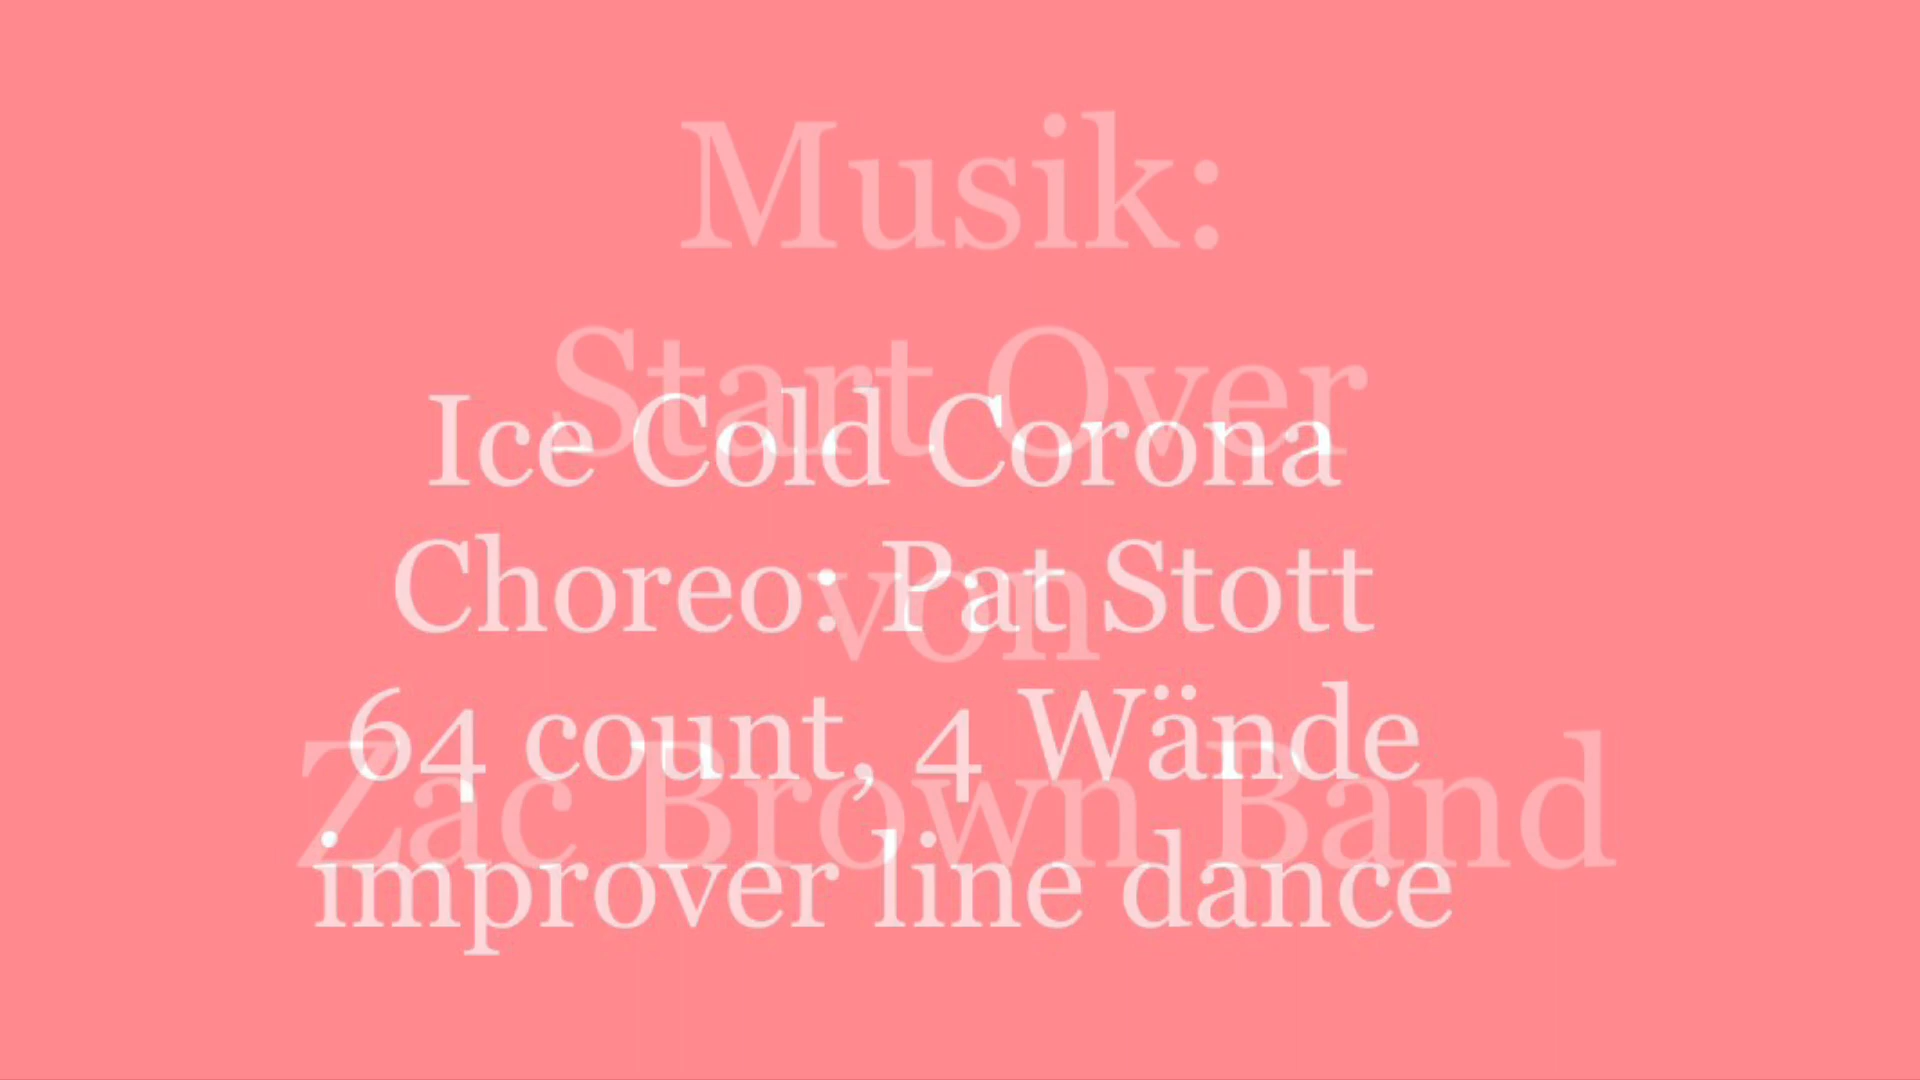 Musik:
Start Over
von
Zac Brown Band
Ice Cold Corona
Choreo: Pat Stott
64 count, 4 Wände
improver line dance